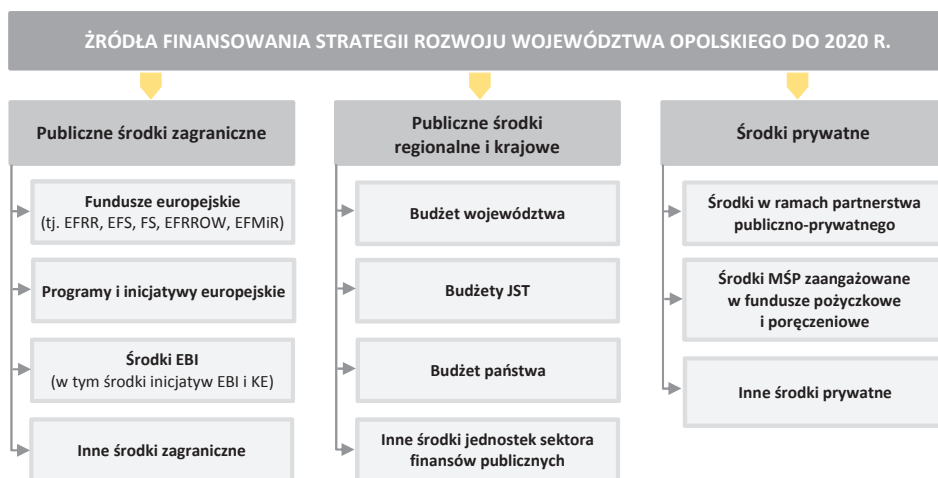 ŻRÓDŁA FINANSOWANIA STRATEGII ROZWOJU WOJEWÓDZTWA OPOLSKIEGO DO 2020 R.
Publiczne środki zagraniczne
Fundusze europejskie
(tj. EFRR, EFS, FS, EFRROW, EFMiR)
Programy i inicjatywy europejskie
Środki EBI
(w tym środki inicjatyw EBI i KE)
Inne środki zagraniczne
Publiczne środki
regionalne i krajowe
Budżet województwa
Budżety JST
Budżet państwa
Inne środki jednostek sektora
finansów publicznych
Środki prywatne
Środki w ramach partnerstwa
publiczno-prywatnego
Środki MŚP zaangażowane
w fundusze pożyczkowe
i poręczeniowe
Inne środki prywatne